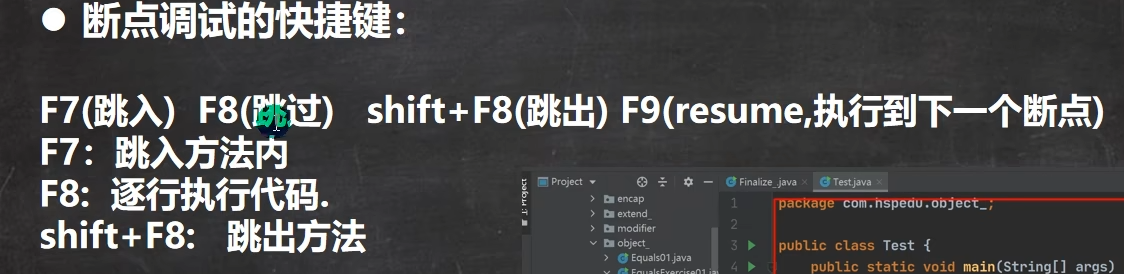 ● 断点调试的快捷键:
F7(跳入) F8(跳过) shift+F8(跳出) F9(resume,执行到下一个断点)
F7: 跳入方法内
F8: 逐行执行代码.
shift+F8: 跳出方法
Project
Project
encap
extend_
modifier
object_
Equals01.java
Finalize_.java
Test.java
1 package com.hspedu.object_;
2
3 public class Test {
4 public static void main(String[] args)